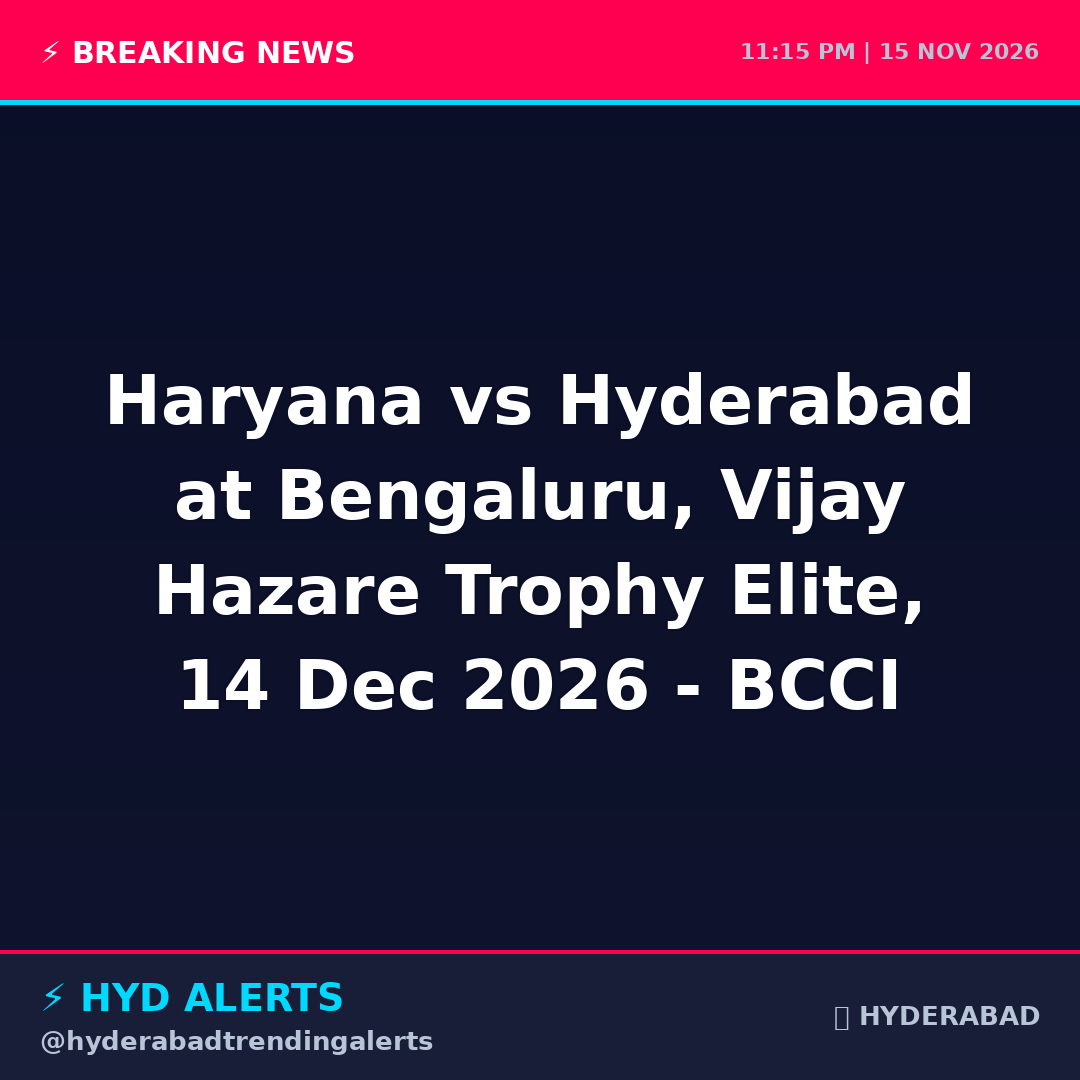 ⚡ BREAKING NEWS
11:15 PM | 15 NOV 2026
Haryana vs Hyderabad
at Bengaluru, Vijay
Hazare Trophy Elite,
14 Dec 2026 - BCCI
⚡ HYD ALERTS
@hyderabadtrendingalerts
HYDERABAD